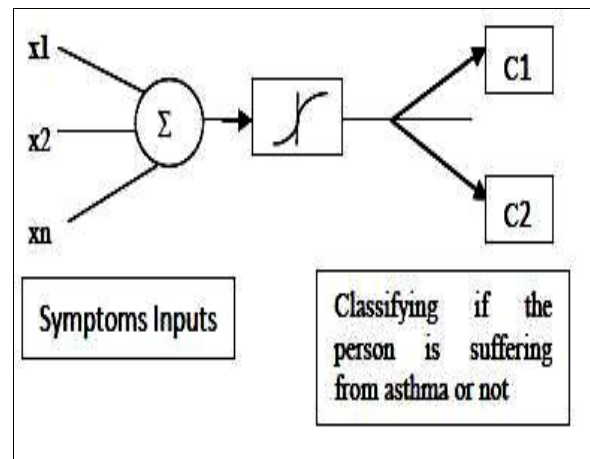 x1
x2
xn
Σ
C1
C2
Symptoms Inputs
Classifying if the
person is suffering
from asthma or not